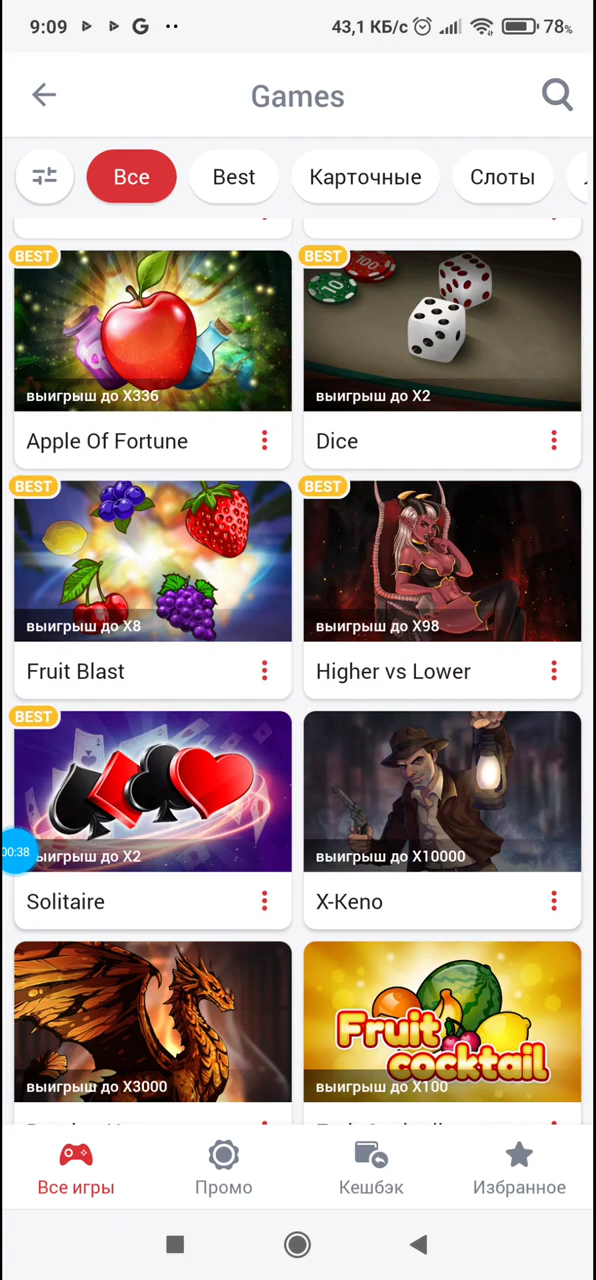 9:09 G 43,1 КБ/с 78%
Games
Все Best Карточные Слоты
BEST BEST
выигрыш до X336 выигрыш до X2
Apple Of Fortune Dice
BEST BEST
выигрыш до X8 выигрыш до X98
Fruit Blast Higher vs Lower
BEST
00:38 ыигрыш до X2 выигрыш до X10000
Solitaire X-Keno
Fruit
cocktail
выигрыш до X3000 выигрыш до X100
Все игры Промо Кешбэк Избранное